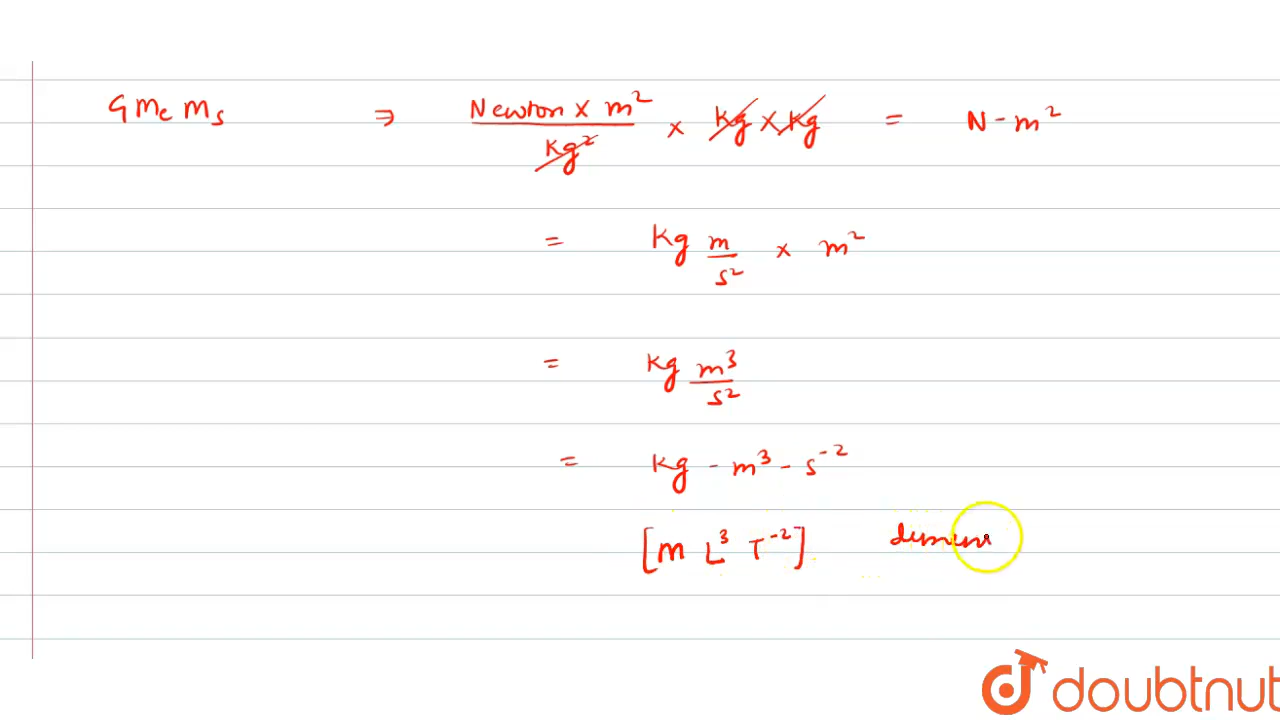 G Me Ms ⇒ Newton × m² / Kg² × Kg × Kg = N - m²
= Kg m / s² × m²
= Kg m³ / s²
= Kg - m³ - s⁻²
[M L³ T⁻²]
doubtnut